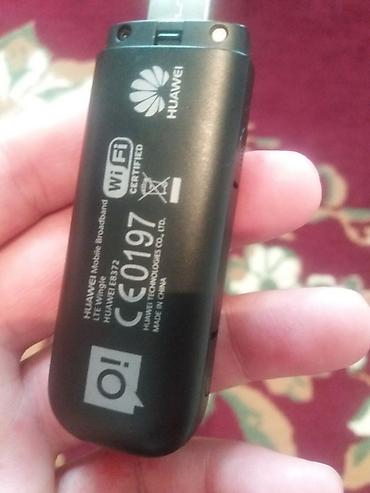 HUAWEI
Wi Fi
CERTIFIED
HUAWEI Mobile Broadband
LTE Wingle
HUAWEI E8372
CE0197
HUAWEI TECHNOLOGIES CO., LTD.
MADE IN CHINA
O!